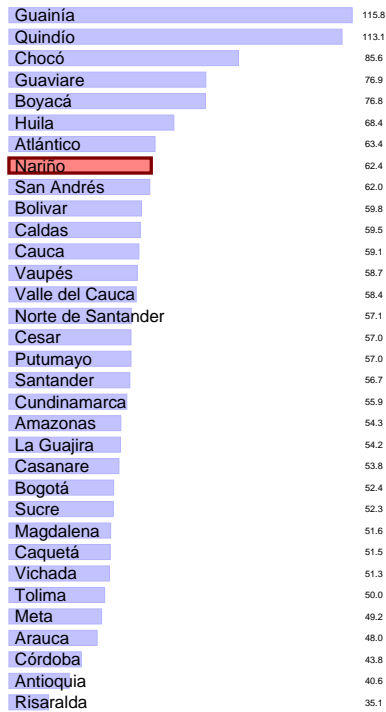 Guainía 115.8
Quindío 113.1
Chocó 85.6
Guaviare 76.9
Boyacá 76.8
Huila 68.4
Atlántico 63.4
Nariño 62.4
San Andrés 62.0
Bolivar 59.8
Caldas 59.5
Cauca 59.1
Vaupés 58.7
Valle del Cauca 58.4
Norte de Santander 57.1
Cesar 57.0
Putumayo 57.0
Santander 56.7
Cundinamarca 55.9
Amazonas 54.3
La Guajira 54.2
Casanare 53.8
Bogotá 52.4
Sucre 52.3
Magdalena 51.6
Caquetá 51.5
Vichada 51.3
Tolima 50.0
Meta 49.2
Arauca 48.0
Córdoba 43.8
Antioquia 40.6
Risaralda 35.1